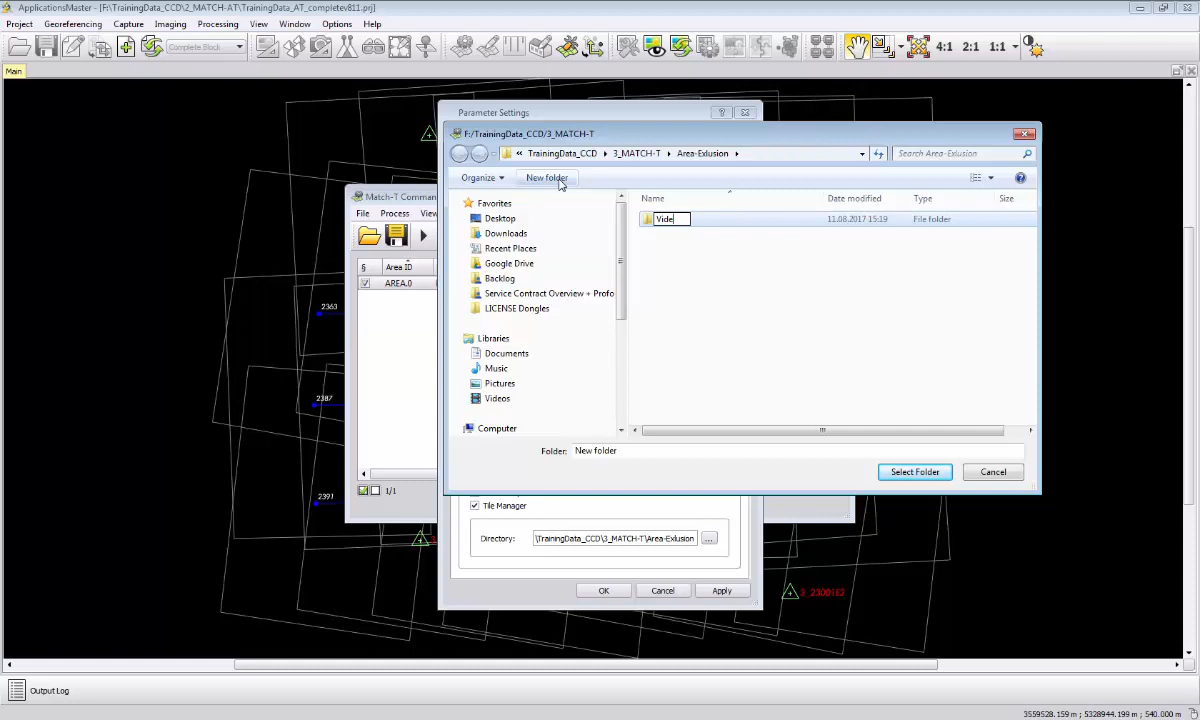 ApplicationsMaster - [F:\TrainingData_CCD\2_MATCH-AT\TrainingData_AT_completev811.prj]
Project Georeferencing Capture Imaging Processing View Window Options Help
Complete Block 4:1 2:1 1:1
Main
Parameter Settings
F:/TrainingData_CCD/3_MATCH-T
« TrainingData_CCD 3_MATCH-T Area-Exlusion Search Area-Exlusion
Organize New folder
Name Date modified Type Size
Vide 11.08.2017 15:19 File folder
Favorites
Desktop
Downloads
Recent Places
Google Drive
Backlog
Service Contract Overview + Profo
LICENSE Dongles
Libraries
Documents
Music
Pictures
Videos
Computer
Folder: New folder
Select Folder Cancel
Match-T Comman
File Process View
§ Area ID
AREA.0
1/1
2363
2387
2391
Tile Manager
Directory: \TrainingData_CCD\3_MATCH-T\Area-Exlusion ...
OK Cancel Apply
3_23001E2
Output Log
3559528.159 m ; 5328944.199 m ; 540.000 m